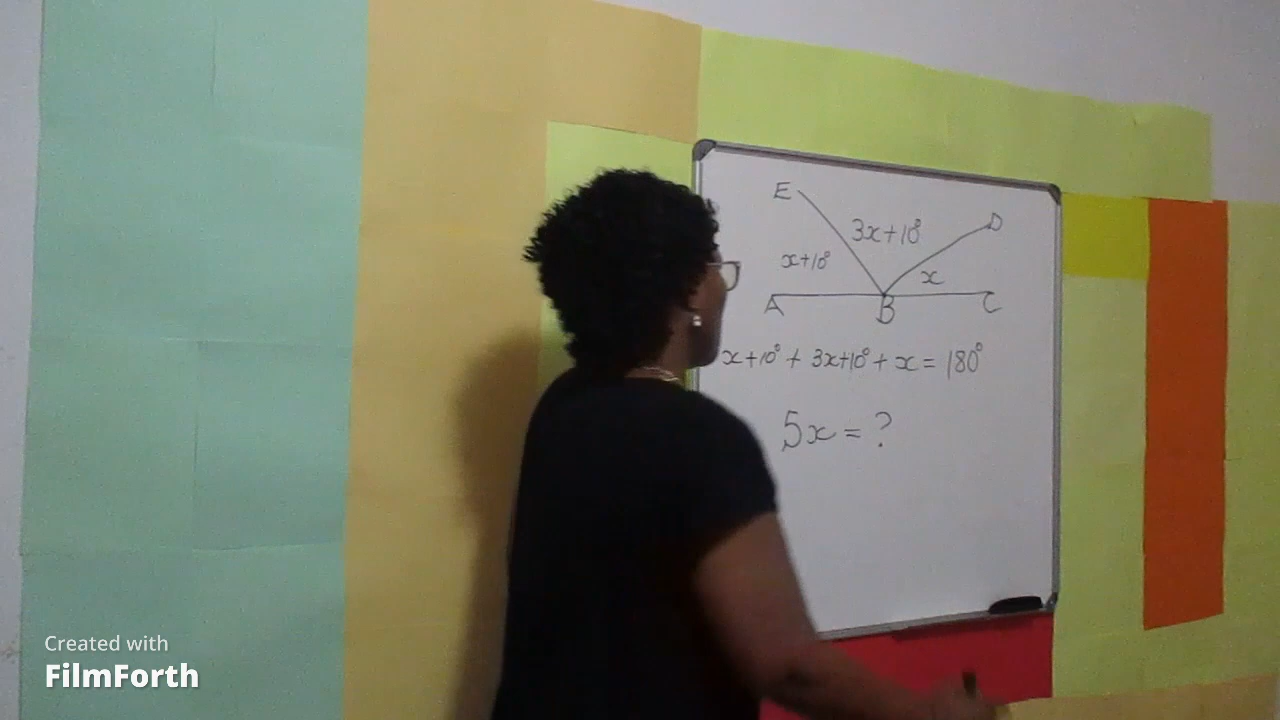 E
D
3x+10°
x+10°
x
A
B
C
x+10° + 3x+10° + x = 180°
5x = ?
Created with
FilmForth